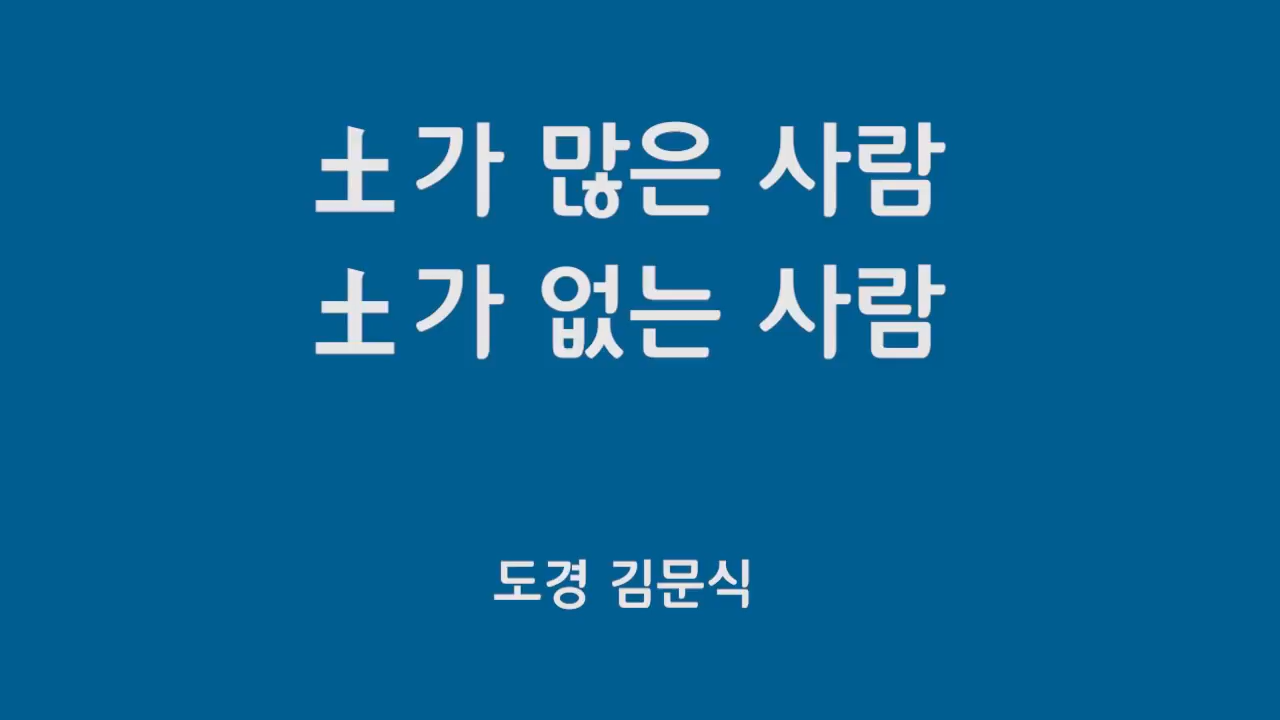 土가 많은 사람
土가 없는 사람
도경 김문식